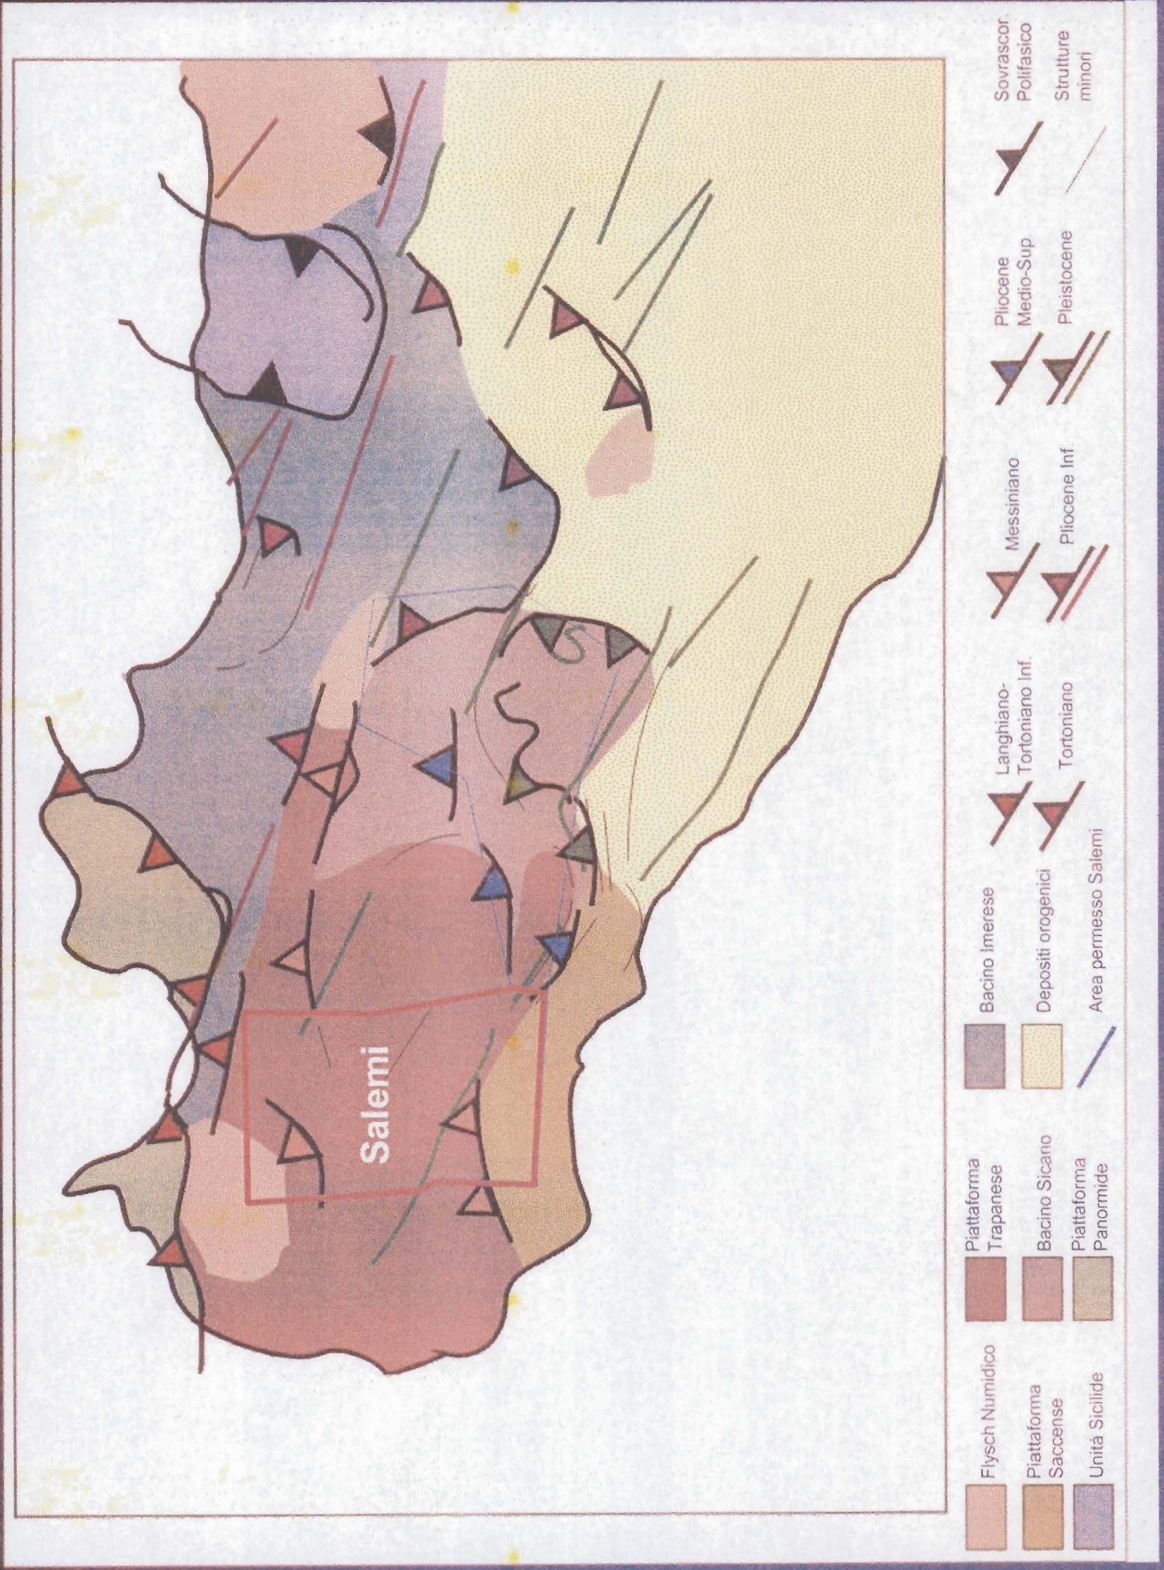 Salemi
Flysch Numidico
Piattaforma
Saccense
Unità Sicilide
Piattaforma
Trapanese
Bacino Sicano
Piattaforma
Panormide
Bacino Imerese
Depositi orogenici
Area permesso Salemi
Langhiano-
Tortoniano Inf.
Tortoniano
Messiniano
Pliocene Inf
Pliocene
Medio-Sup
Pleistocene
Sovrascor.
Polifasico
Strutture
minori